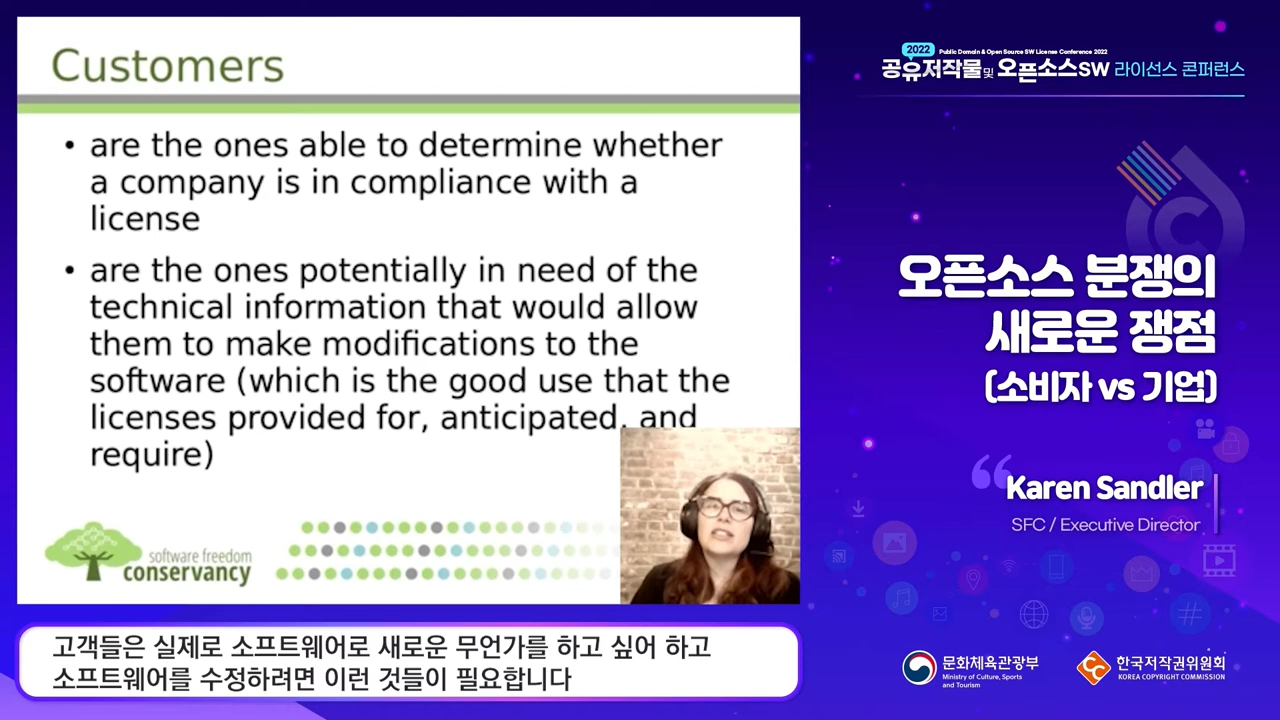 Customers
• are the ones able to determine whether
a company is in compliance with a
license
• are the ones potentially in need of the
technical information that would allow
them to make modifications to the
software (which is the good use that the
licenses provided for, anticipated, and
require)
software freedom
conservancy
고객들은 실제로 소프트웨어로 새로운 무언가를 하고 싶어 하고
소프트웨어를 수정하려면 이런 것들이 필요합니다
2022 Public Domain & Open Source SW License Conference 2022
공유저작물 및 오픈소스SW 라이선스 콘퍼런스
오픈소스 분쟁의
새로운 쟁점
(소비자 vs 기업)
“
Karen Sandler
SFC / Executive Director
문화체육관광부
Ministry of Culture, Sports
and Tourism
한국저작권위원회
KOREA COPYRIGHT COMMISSION